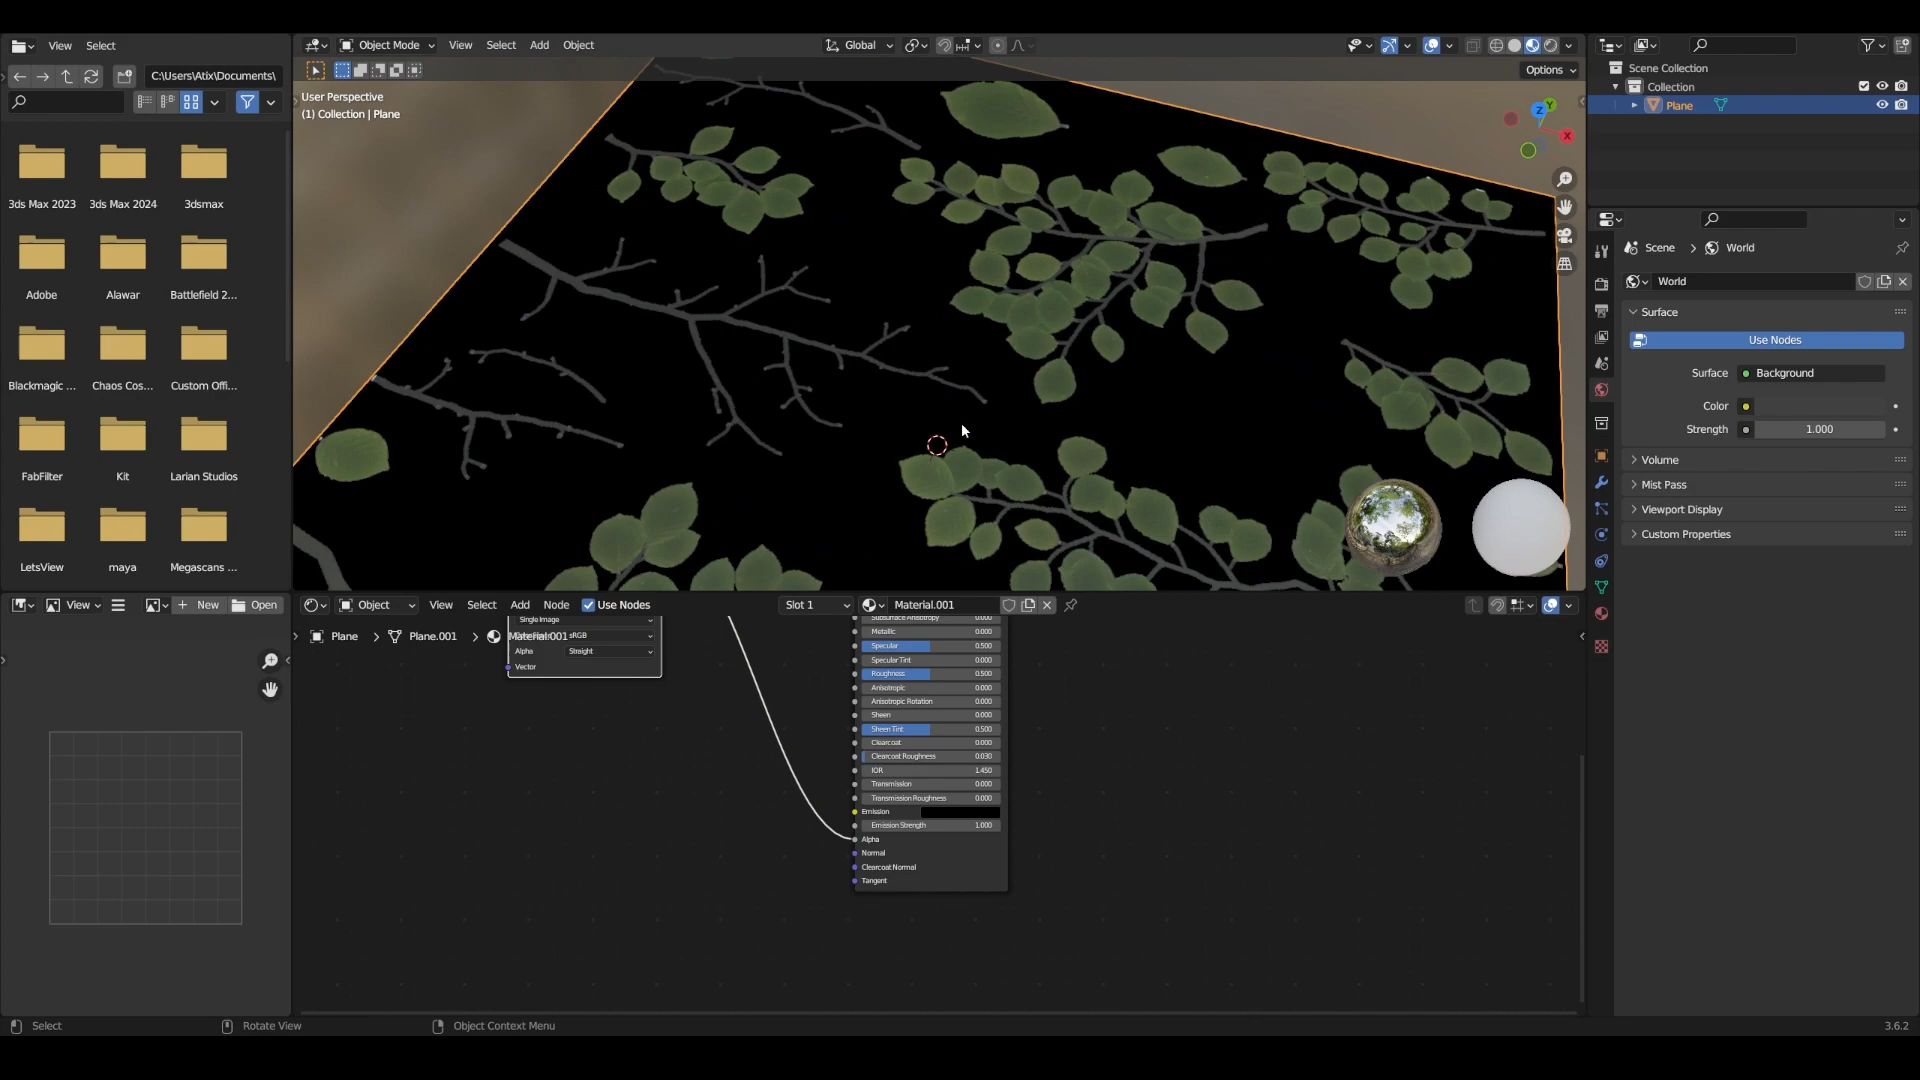 View Select
Object Mode View Select Add Object
Global
C:\Users\Atix\Documents\
Options
User Perspective
(1) Collection | Plane
Z
Y
X
Scene Collection
Collection
Plane
3ds Max 2023 3ds Max 2024 3dsmax
Adobe Alawar Battlefield 2...
Blackmagic ... Chaos Cos... Custom Offi...
FabFilter Kit Larian Studios
LetsView maya Megascans ...
Scene > World
World
Surface
Use Nodes
Surface Background
Color
Strength 1.000
Volume
Mist Pass
Viewport Display
Custom Properties
View New Open
Object View Select Add Node Use Nodes Slot 1 Material.001
Plane > Plane.001 > Material.001
Single Image
sRGB
Alpha Straight
Vector
Subsurface Anisotropy 0.000
Metallic 0.000
Specular 0.500
Specular Tint 0.000
Roughness 0.500
Anisotropic 0.000
Anisotropic Rotation 0.000
Sheen 0.000
Sheen Tint 0.500
Clearcoat 0.000
Clearcoat Roughness 0.030
IOR 1.450
Transmission 0.000
Transmission Roughness 0.000
Emission
Emission Strength 1.000
Alpha
Normal
Clearcoat Normal
Tangent
Select Rotate View Object Context Menu 3.6.2